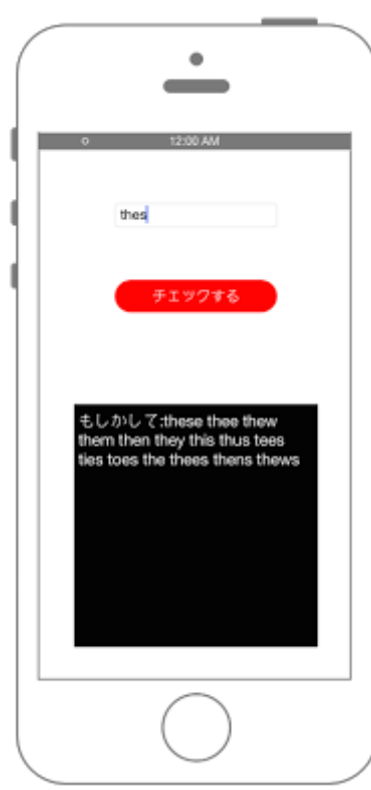 12:00 AM
thes
チェックする
もしかして:these thee thew
them then they this thus tees
ties toes the thees thens thews